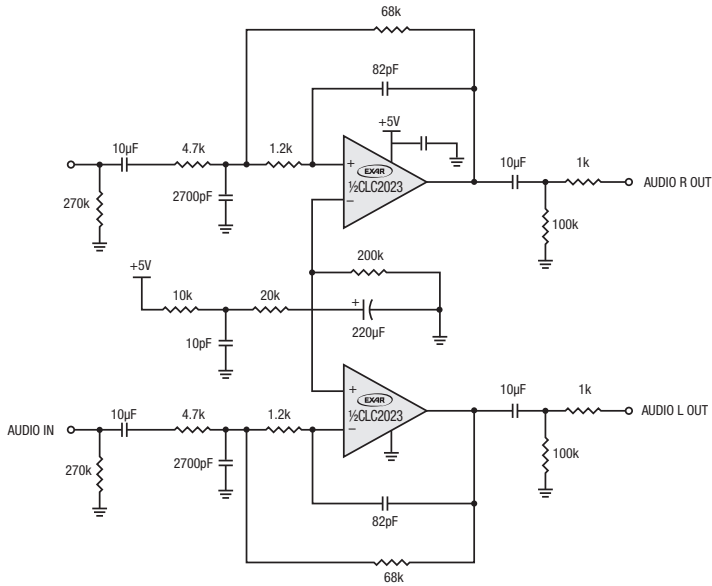 68k
82pF
+5V
10µF 4.7k 1.2k 10µF 1k
+
EXAR
½CLC2023
–
AUDIO R OUT
270k 2700pF 100k
200k
+5V
10k 20k
+
220µF
10pF
10µF 4.7k 1.2k 10µF 1k
+
EXAR
½CLC2023
–
AUDIO IN AUDIO L OUT
270k 2700pF 100k
82pF
68k